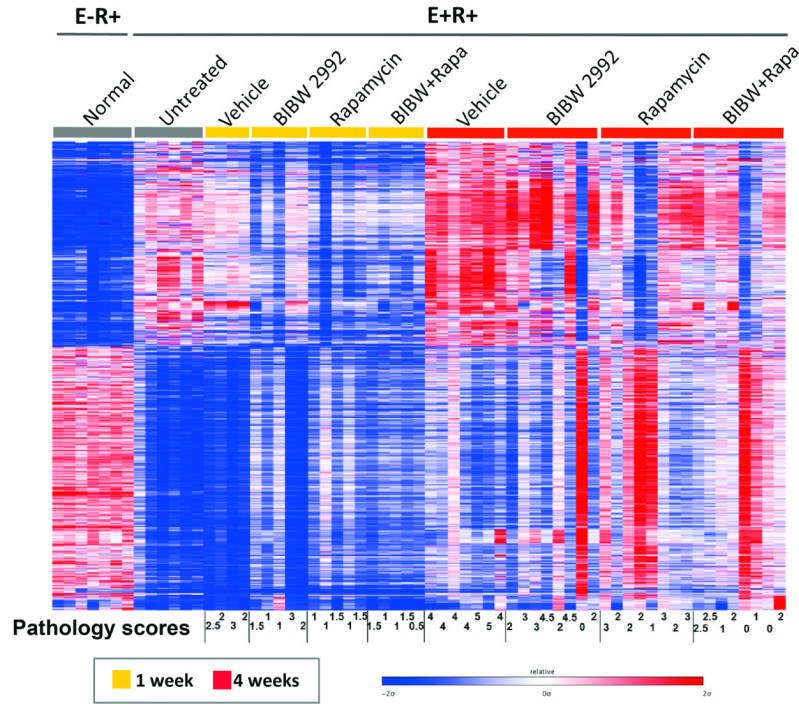 E-R+ E+R+
Normal Untreated Vehicle BIBW 2992 Rapamycin BIBW+Rapa Vehicle BIBW 2992 Rapamycin BIBW+Rapa
2 2 1 3 1 1.5 1.5 1 1.5 4 4 5 4 3 4.5 4.5 2 3 2 1 3 3 2 2 1 2
Pathology scores 2.5 3 1.5 1 2 1 1 1.5 1 0.5 4 4 5 2 3 2 0 2 2 1 2 2.5 1 0 0
1 week 4 weeks
relative
−2σ 0σ 2σ